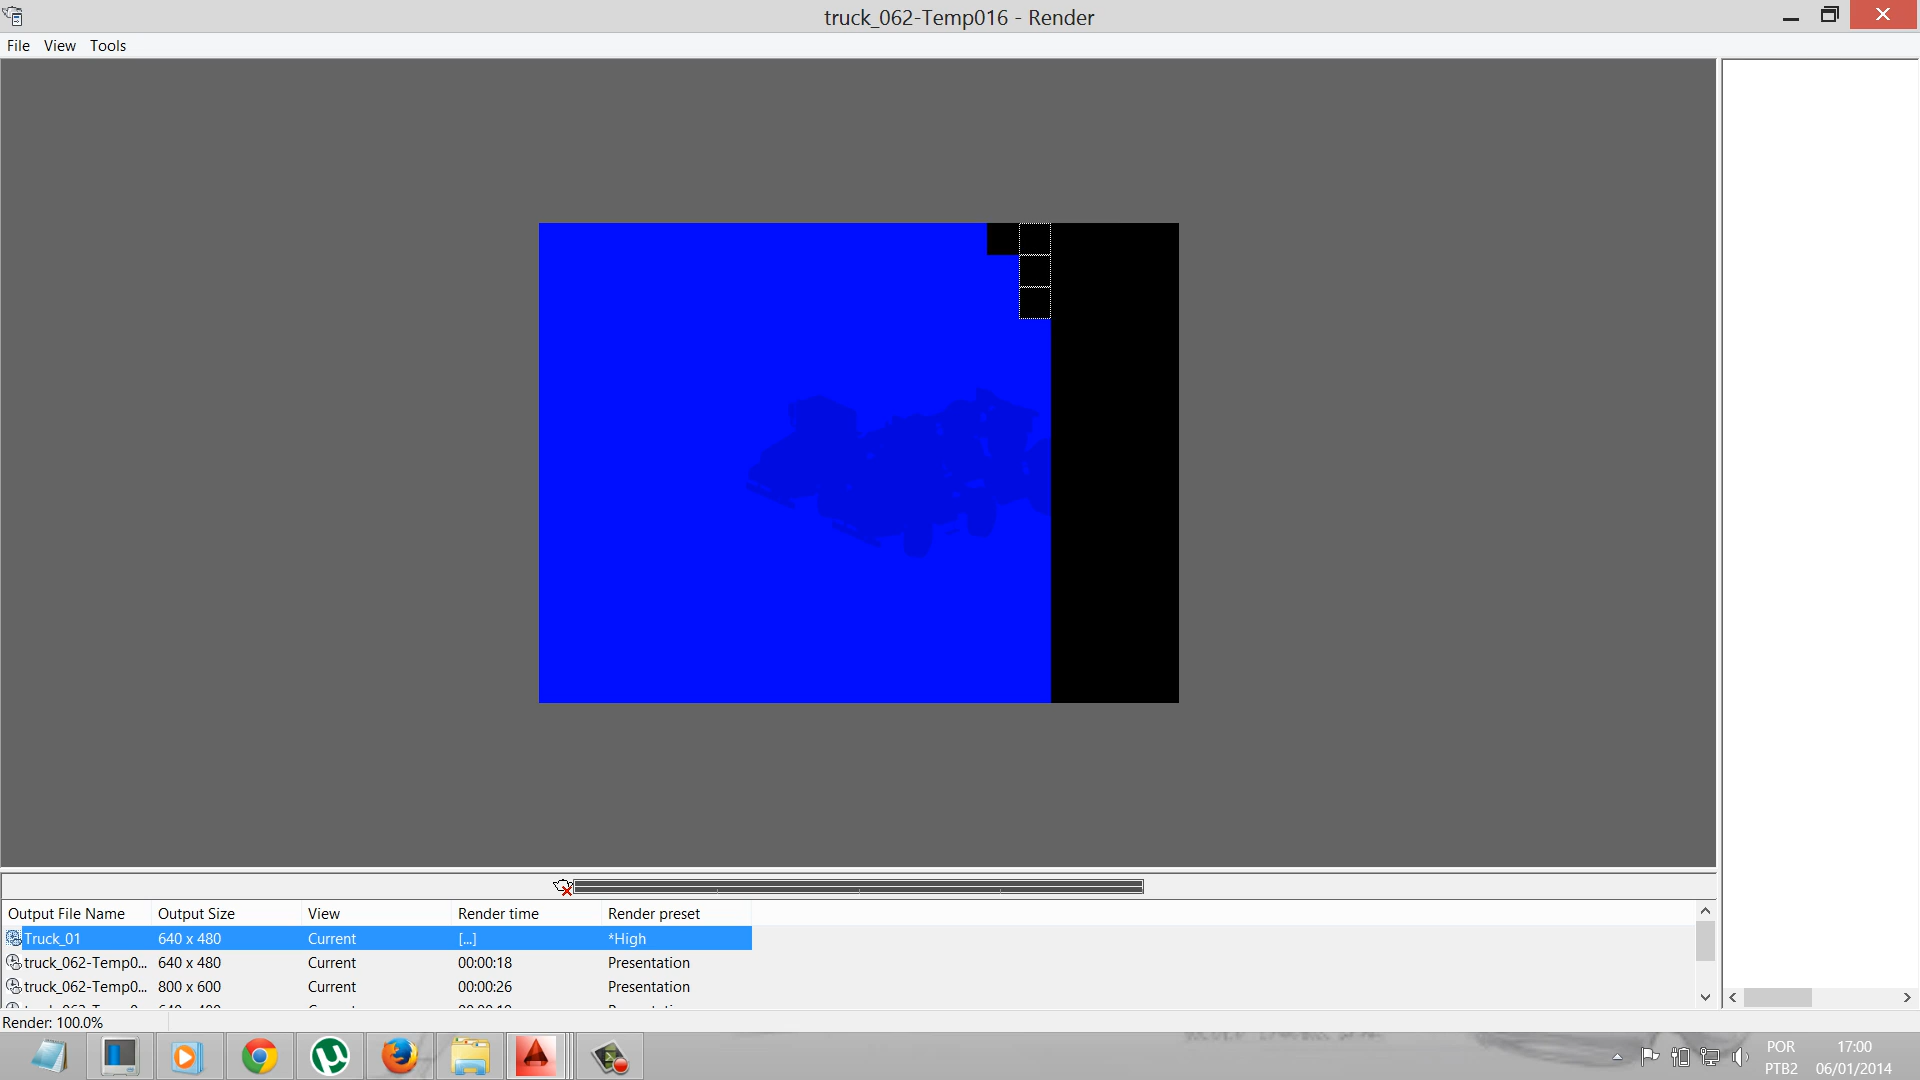 truck_062-Temp016 - Render
File View Tools
Output File Name Output Size View Render time Render preset
Truck_01 640 x 480 Current [...] *High
truck_062-Temp0... 640 x 480 Current 00:00:18 Presentation
truck_062-Temp0... 800 x 600 Current 00:00:26 Presentation
Render: 100.0%
POR 17:00
PTB2 06/01/2014